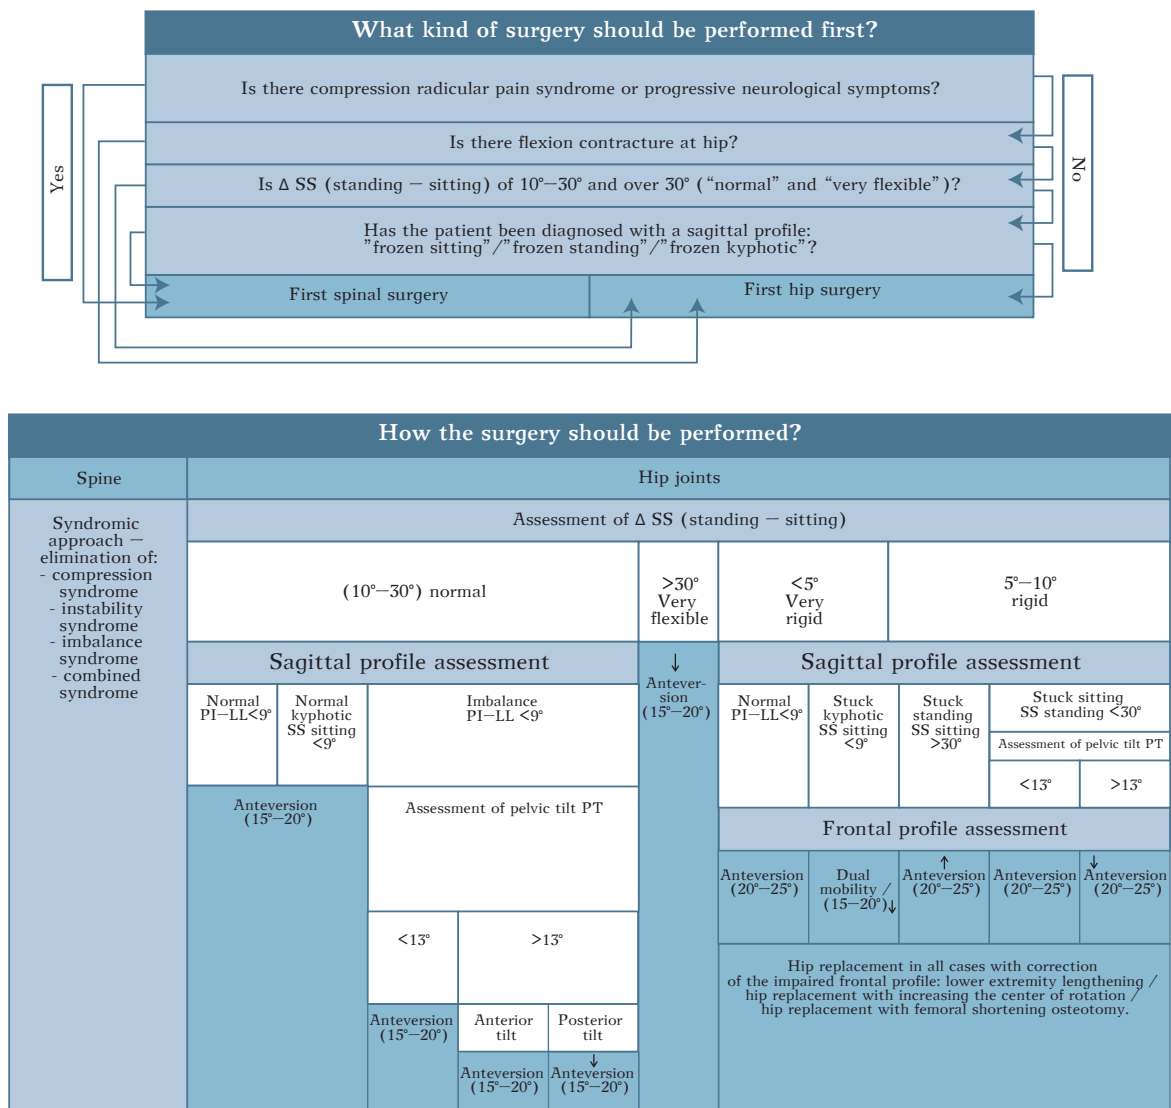 What kind of surgery should be performed first?
Is there compression radicular pain syndrome or progressive neurological symptoms?
Yes
No
Is there flexion contracture at hip?
Is Δ SS (standing – sitting) of 10°–30° and over 30° (“normal” and “very flexible”)?
Has the patient been diagnosed with a sagittal profile:
”frozen sitting”/”frozen standing”/”frozen kyphotic”?
First spinal surgery
First hip surgery
How the surgery should be performed?
Spine
Hip joints
Syndromic
approach –
elimination of:
- compression
syndrome
- instability
syndrome
- imbalance
syndrome
- combined
syndrome
Assessment of Δ SS (standing – sitting)
(10°–30°) normal
>30°
Very
flexible
<5°
Very
rigid
5°–10°
rigid
Sagittal profile assessment
↓
Antever-
sion
(15°–20°)
Sagittal profile assessment
Normal
PI–LL<9°
Normal
kyphotic
SS sitting
<9°
Imbalance
PI–LL <9°
Normal
PI–LL<9°
Stuck
kyphotic
SS sitting
<9°
Stuck
standing
SS sitting
>30°
Stuck sitting
SS standing <30°
Assessment of pelvic tilt PT
<13°
>13°
Anteversion
(15°–20°)
Assessment of pelvic tilt PT
Frontal profile assessment
Anteversion
(20°–25°)
Dual
mobility /
(15–20°)↓
↑
Anteversion
(20°–25°)
Anteversion
(20°–25°)
↓
Anteversion
(20°–25°)
<13°
>13°
Hip replacement in all cases with correction
of the impaired frontal profile: lower extremity lengthening /
hip replacement with increasing the center of rotation /
hip replacement with femoral shortening osteotomy.
Anteversion
(15°–20°)
Anterior
tilt
Posterior
tilt
Anteversion
(15°–20°)
↓
Anteversion
(15°–20°)